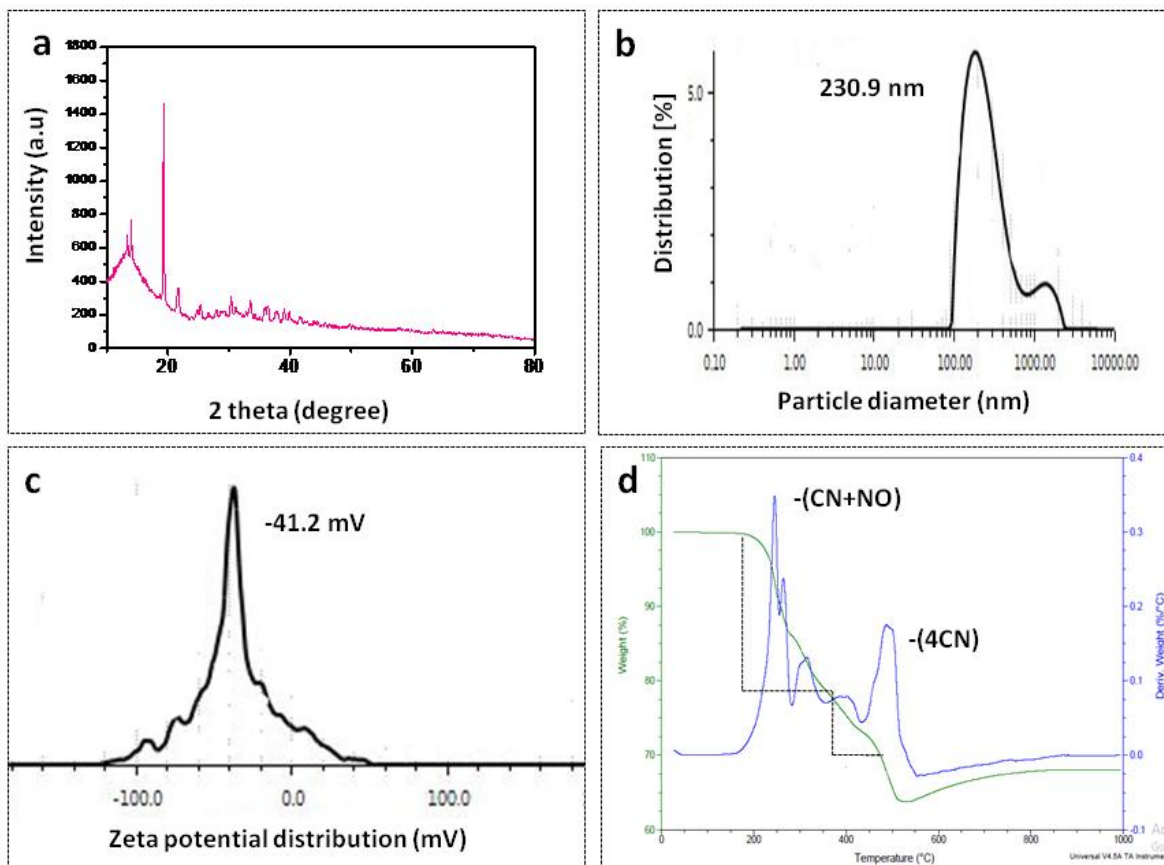 a
1800
1600
1400
1200
1000
800
600
400
200
0
20
40
60
80
Intensity (a.u)
2 theta (degree)
b
230.9 nm
5.0
0.0
Distribution [%]
0.10
1.00
10.00
100.00
1000.00
10000.00
Particle diameter (nm)
c
-41.2 mV
-100.0
0.0
100.0
Zeta potential distribution (mV)
d
-(CN+NO)
-(4CN)
110
100
90
80
70
60
Weight (%)
0.4
0.3
0.2
0.1
0.0
-0.1
Deriv. Weight (%/°C)
0
200
400
600
800
1000
Temperature (°C)
Universal V4.5A TA Instrume